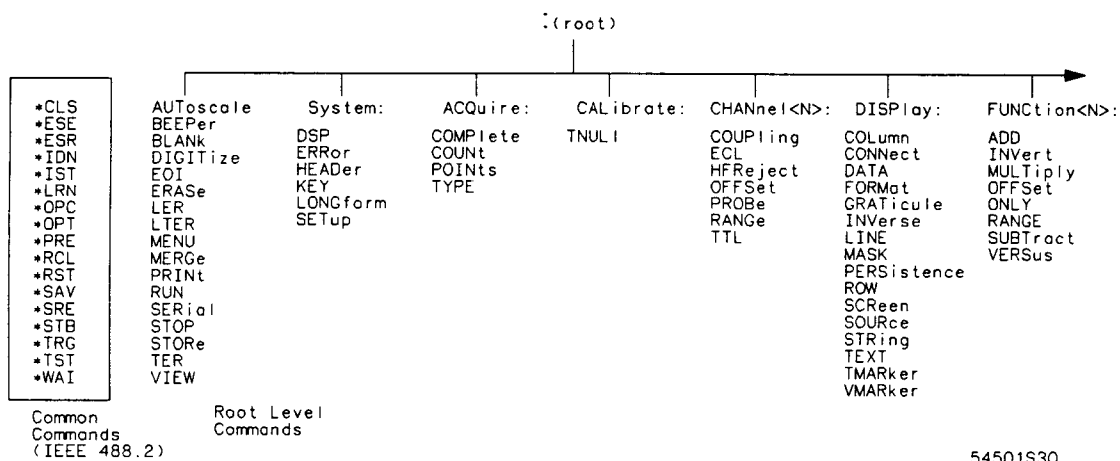 :(root)
*CLS
*ESE
*ESR
*IDN
*IST
*LRN
*OPC
*OPT
*PRE
*RCL
*RST
*SAV
*SRE
*STB
*TRG
*TST
*WAI
Common
Commands
(IEEE 488.2)
AUToscale
BEEPer
BLANk
DIGITize
EOI
ERASe
LER
LTER
MENU
MERGe
PRINt
RUN
SERial
STOP
STORe
TER
VIEW
Root Level
Commands
System:
DSP
ERRor
HEADer
KEY
LONGform
SETup
ACQuire:
COMPlete
COUNt
POINts
TYPE
CALibrate:
TNULl
CHANnel<N>:
COUPling
ECL
HFReject
OFFSet
PROBe
RANGe
TTL
DISPlay:
COLumn
CONNect
DATA
FORMat
GRATicule
INVerse
LINE
MASK
PERSistence
ROW
SCReen
SOURce
STRing
TEXT
TMARker
VMARker
FUNCtion<N>:
ADD
INVert
MULTiply
OFFSet
ONLY
RANGE
SUBTract
VERSus
54501S30